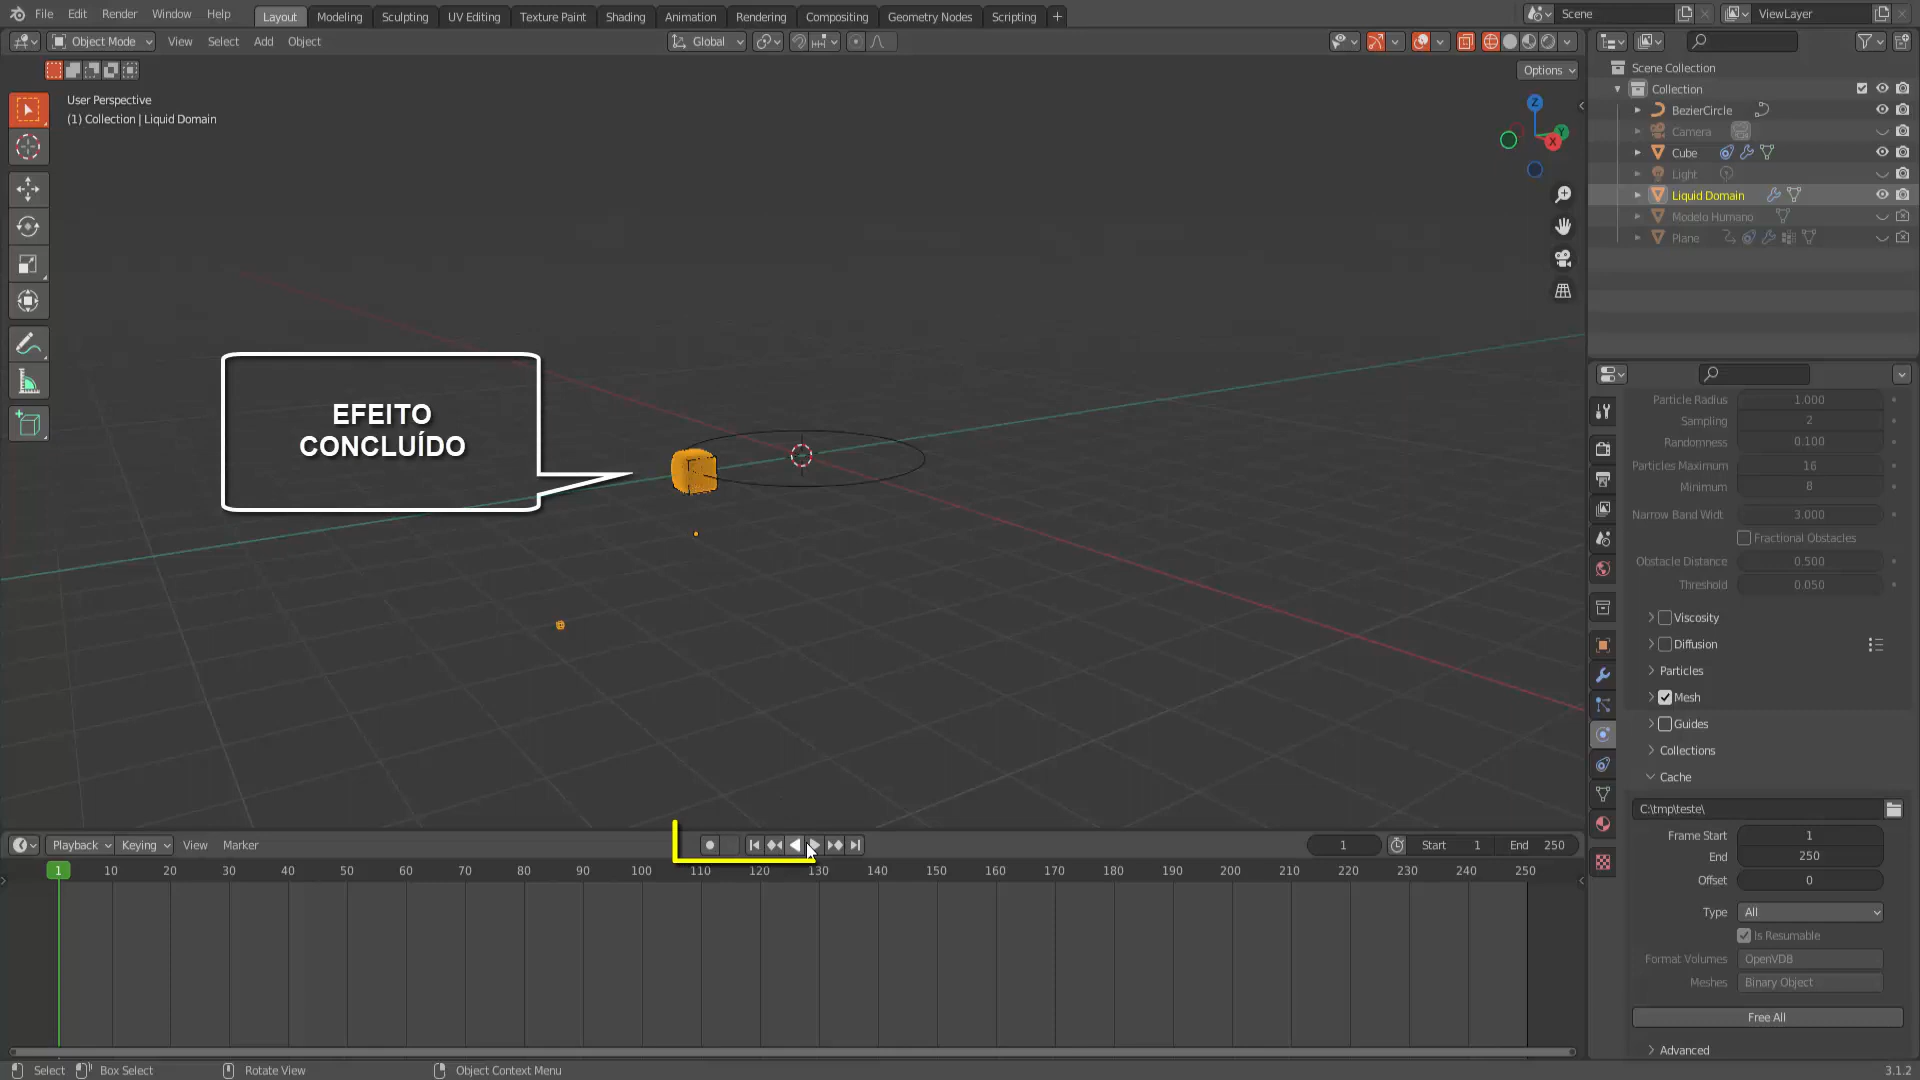 File Edit Render Window Help Layout Modeling Sculpting UV Editing Texture Paint Shading Animation Rendering Compositing Geometry Nodes Scripting + Scene ViewLayer
Object Mode View Select Add Object Global
Options
User Perspective
(1) Collection | Liquid Domain
Z
Y
X
EFEITO
CONCLUÍDO
Scene Collection
Collection
BezierCircle
Camera
Cube
Light
Liquid Domain
Modelo Humano
Plane
Particle Radius 1.000
Sampling 2
Randomness 0.100
Particles Maximum 16
Minimum 8
Narrow Band Widt 3.000
Fractional Obstacles
Obstacle Distance 0.500
Threshold 0.050
Viscosity
Diffusion
Particles
Mesh
Guides
Collections
Cache
C:\tmp\teste\
Frame Start 1
End 250
Offset 0
Type All
Is Resumable
Format Volumes OpenVDB
Meshes Binary Object
Free All
Advanced
Playback Keying View Marker 1 Start 1 End 250
1 10 20 30 40 50 60 70 80 90 100 110 120 130 140 150 160 170 180 190 200 210 220 230 240 250
Select Box Select Rotate View Object Context Menu 3.1.2